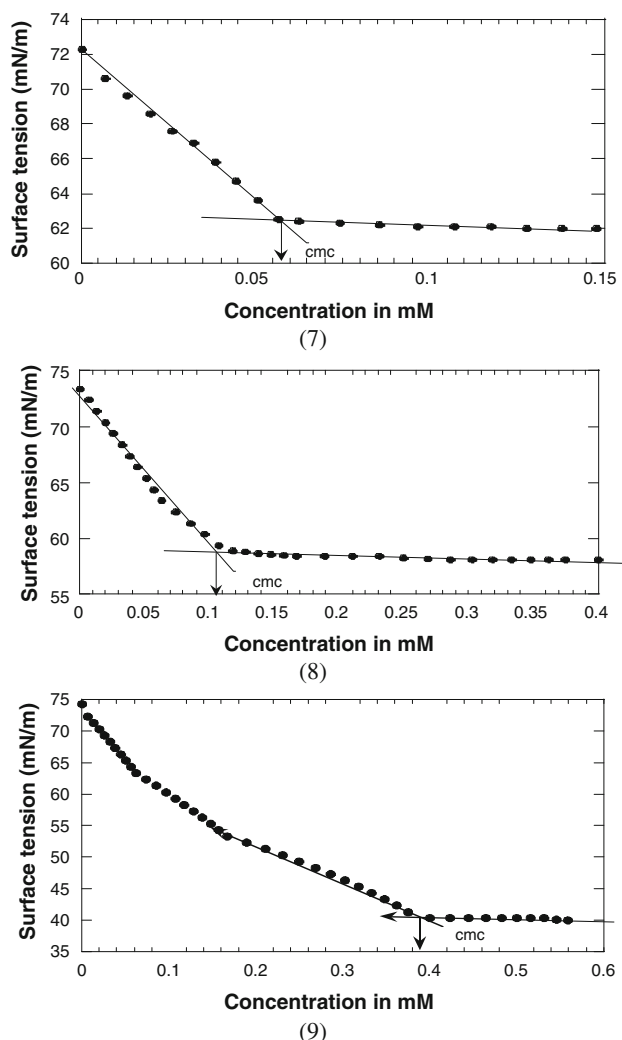 74
72
70
68
66
64
62
60
Surface tension (mN/m)
cmc
0 0.05 0.1 0.15
Concentration in mM
(7)
75
70
65
60
55
Surface tension (mN/m)
cmc
0 0.05 0.1 0.15 0.2 0.25 0.3 0.35 0.4
Concentration in mM
(8)
75
70
65
60
55
50
45
40
35
Surface tension (mN/m)
cmc
0 0.1 0.2 0.3 0.4 0.5 0.6
Concentration in mM
(9)